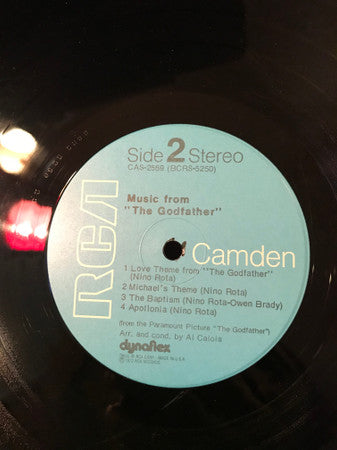 Side 2 Stereo
CAS-2569 (BCRS-5250)
Music from
"The Godfather"
RCA Camden
1 Love Theme from "The Godfather"
(Nino Rota)
2 Michael's Theme (Nino Rota)
3 The Baptism (Nino Rota-Owen Brady)
4 Apollonia (Nino Rota)
(from the Paramount Picture "The Godfather")
Arr. and cond. by Al Caiola
dynaflex